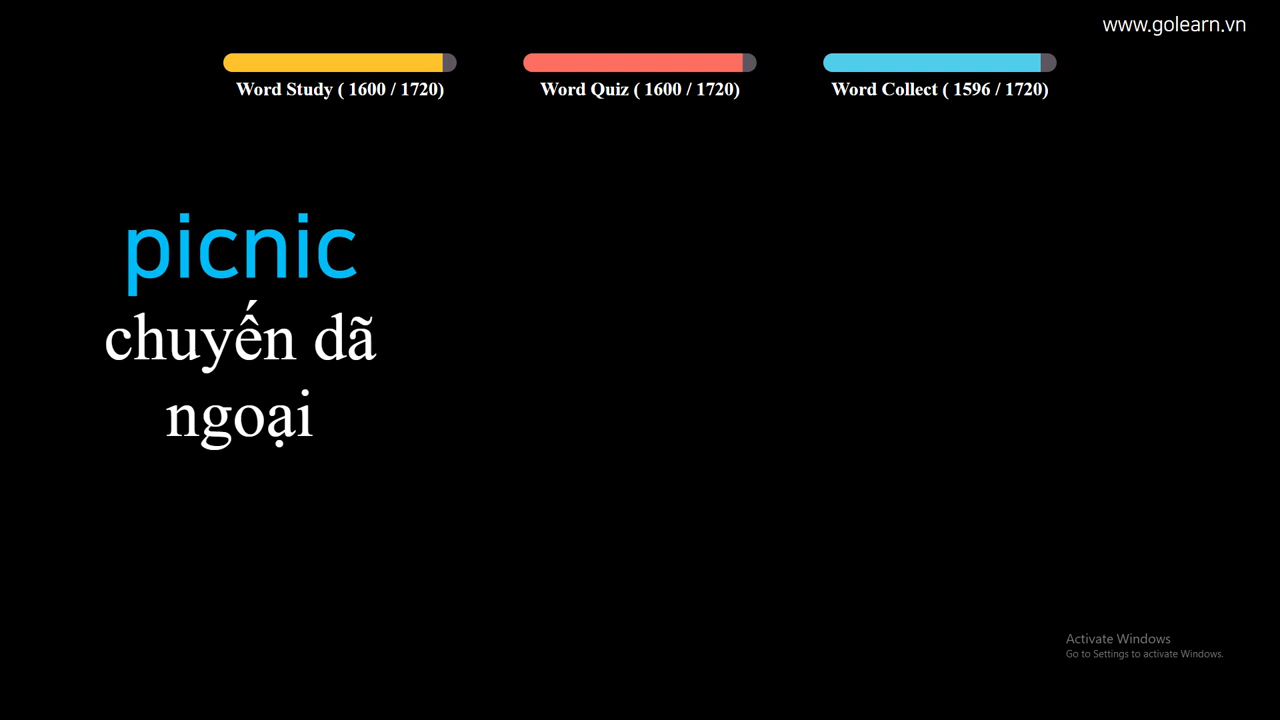 www.golearn.vn
Word Study ( 1600 / 1720)
Word Quiz ( 1600 / 1720)
Word Collect ( 1596 / 1720)
picnic
chuyến dã
ngoại
Activate Windows
Go to Settings to activate Windows.